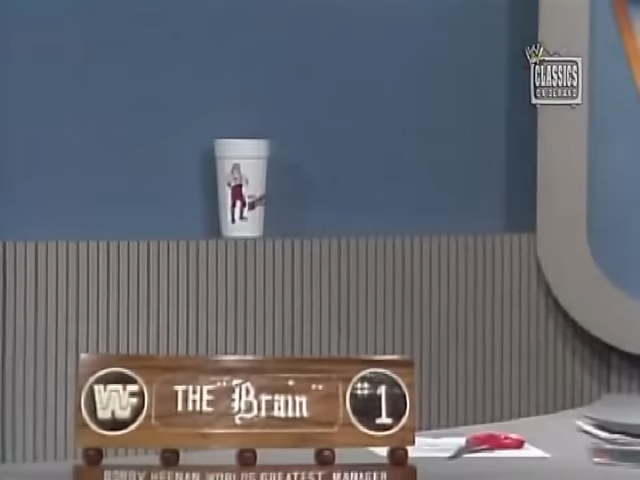 CLASSICS
ON DEMAND
WF
THE "Brain" #1
BOBBY HEENAN WORLDS GREATEST MANAGER